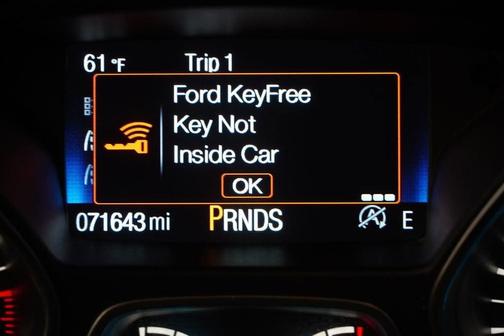 61 °F Trip 1
Ford KeyFree
Key Not
Inside Car
OK
071643 mi PRNDS A E